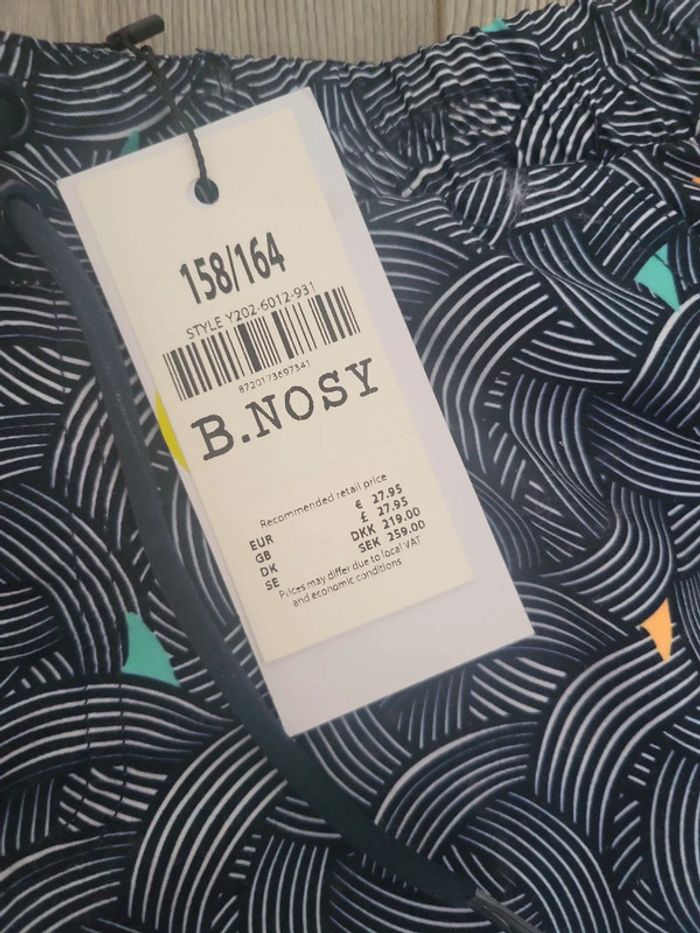 158/164
STYLE Y202-6012-931
8720173697341
B.NOSY
Recommended retail price
EUR € 27.95
GB £ 27.95
DK DKK 219.00
SE SEK 259.00
Prices may differ due to local VAT
and economic conditions